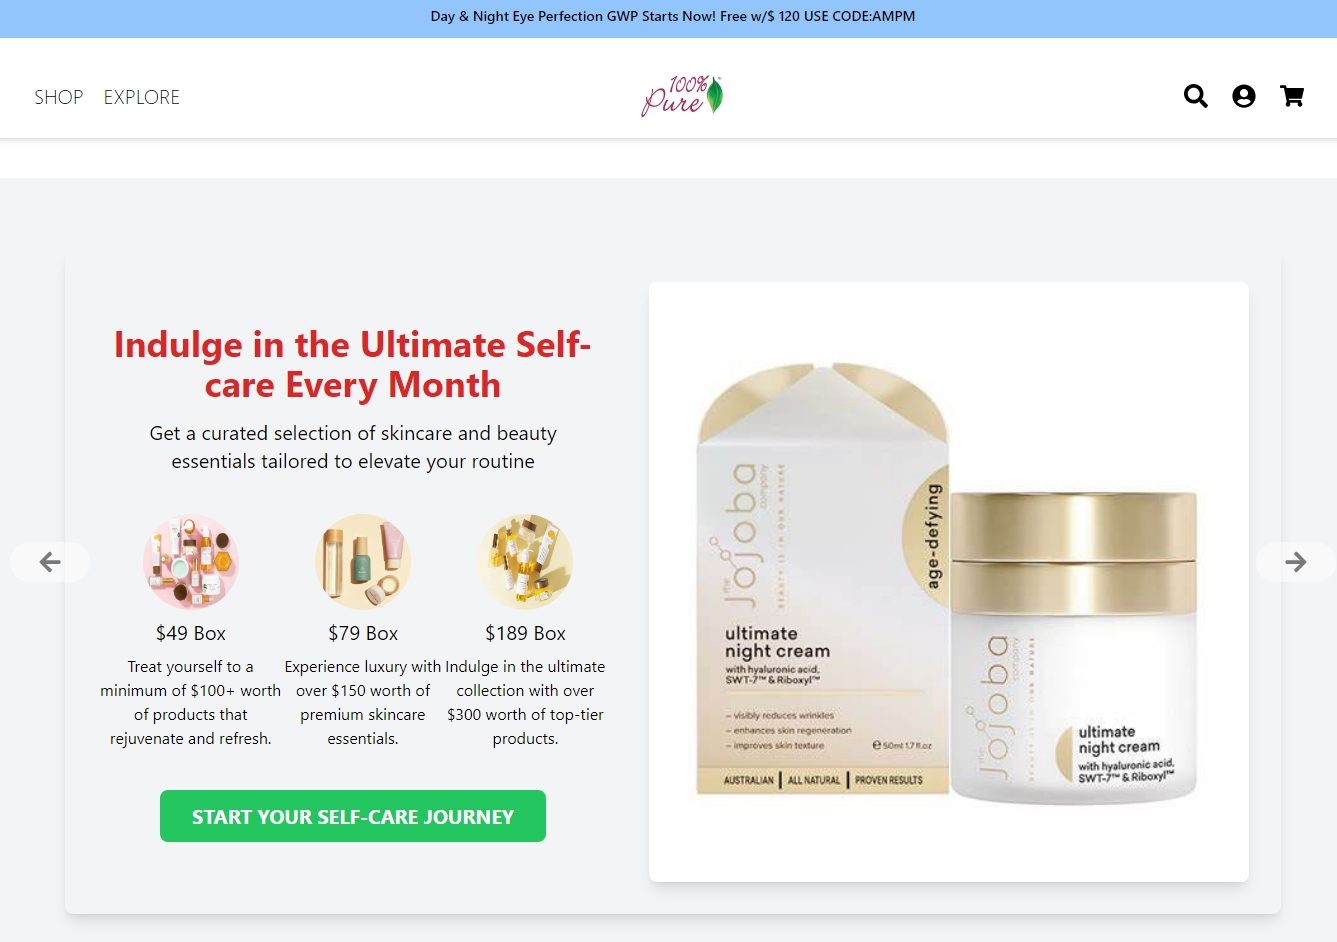 Day & Night Eye Perfection GWP Starts Now! Free w/$ 120 USE CODE:AMPM
SHOP EXPLORE
100%
Pure
Indulge in the Ultimate Self-
care Every Month
Get a curated selection of skincare and beauty
essentials tailored to elevate your routine
$49 Box
Treat yourself to a
minimum of $100+ worth
of products that
rejuvenate and refresh.
$79 Box
Experience luxury with
over $150 worth of
premium skincare
essentials.
$189 Box
Indulge in the ultimate
collection with over
$300 worth of top-tier
products.
START YOUR SELF-CARE JOURNEY
the
Jojoba
company
BEAUTY IS IN OUR NATURE
age-defying
ultimate
night cream
with hyaluronic acid,
SWT-7™ & Riboxyl™
– visibly reduces wrinkles
– enhances skin regeneration
– improves skin texture
e 50ml 1.7 fl.oz
AUSTRALIAN | ALL NATURAL | PROVEN RESULTS
the
Jojoba
company
BEAUTY IS IN OUR NATURE
ultimate
night cream
with hyaluronic acid,
SWT-7™ & Riboxyl™